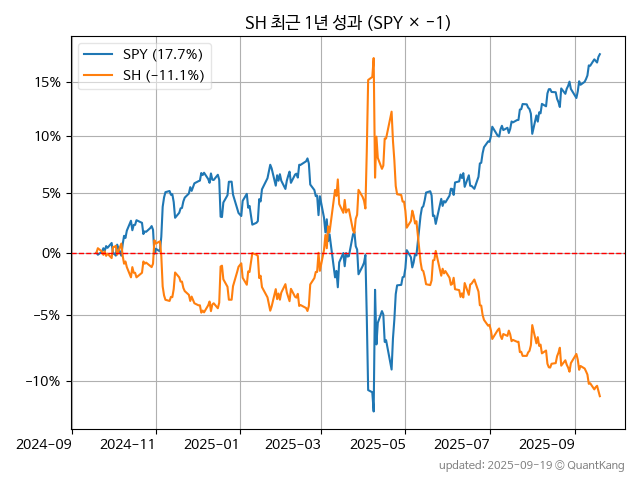 SH 최근 1년 성과 (SPY × −1)
SPY (17.7%)
SH (−11.1%)
15%
10%
5%
0%
−5%
−10%
2024-09 2024-11 2025-01 2025-03 2025-05 2025-07 2025-09
updated: 2025-09-19 © QuantKang